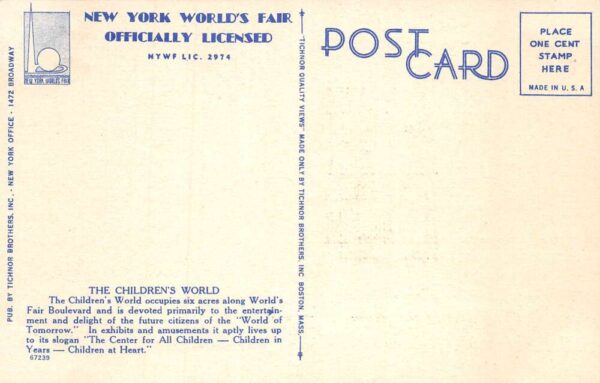 NEW YORK WORLD'S FAIR
OFFICIALLY LICENSED
NYWF LIC. 2974
NEW YORK WORLD'S FAIR
POST CARD
PLACE
ONE CENT
STAMP
HERE
MADE IN U. S. A
PUB. BY TICHNOR BROTHERS, INC. - NEW YORK OFFICE - 1472 BROADWAY
"TICHNOR QUALITY VIEWS" MADE ONLY BY TICHNOR BROTHERS, INC BOSTON, MASS.
THE CHILDREN'S WORLD
The Children's World occupies six acres along World's
Fair Boulevard and is devoted primarily to the entertain-
ment and delight of the future citizens of the "World of
Tomorrow." In exhibits and amusements it aptly lives up
to its slogan "The Center for All Children — Children in
Years — Children at Heart."
67239